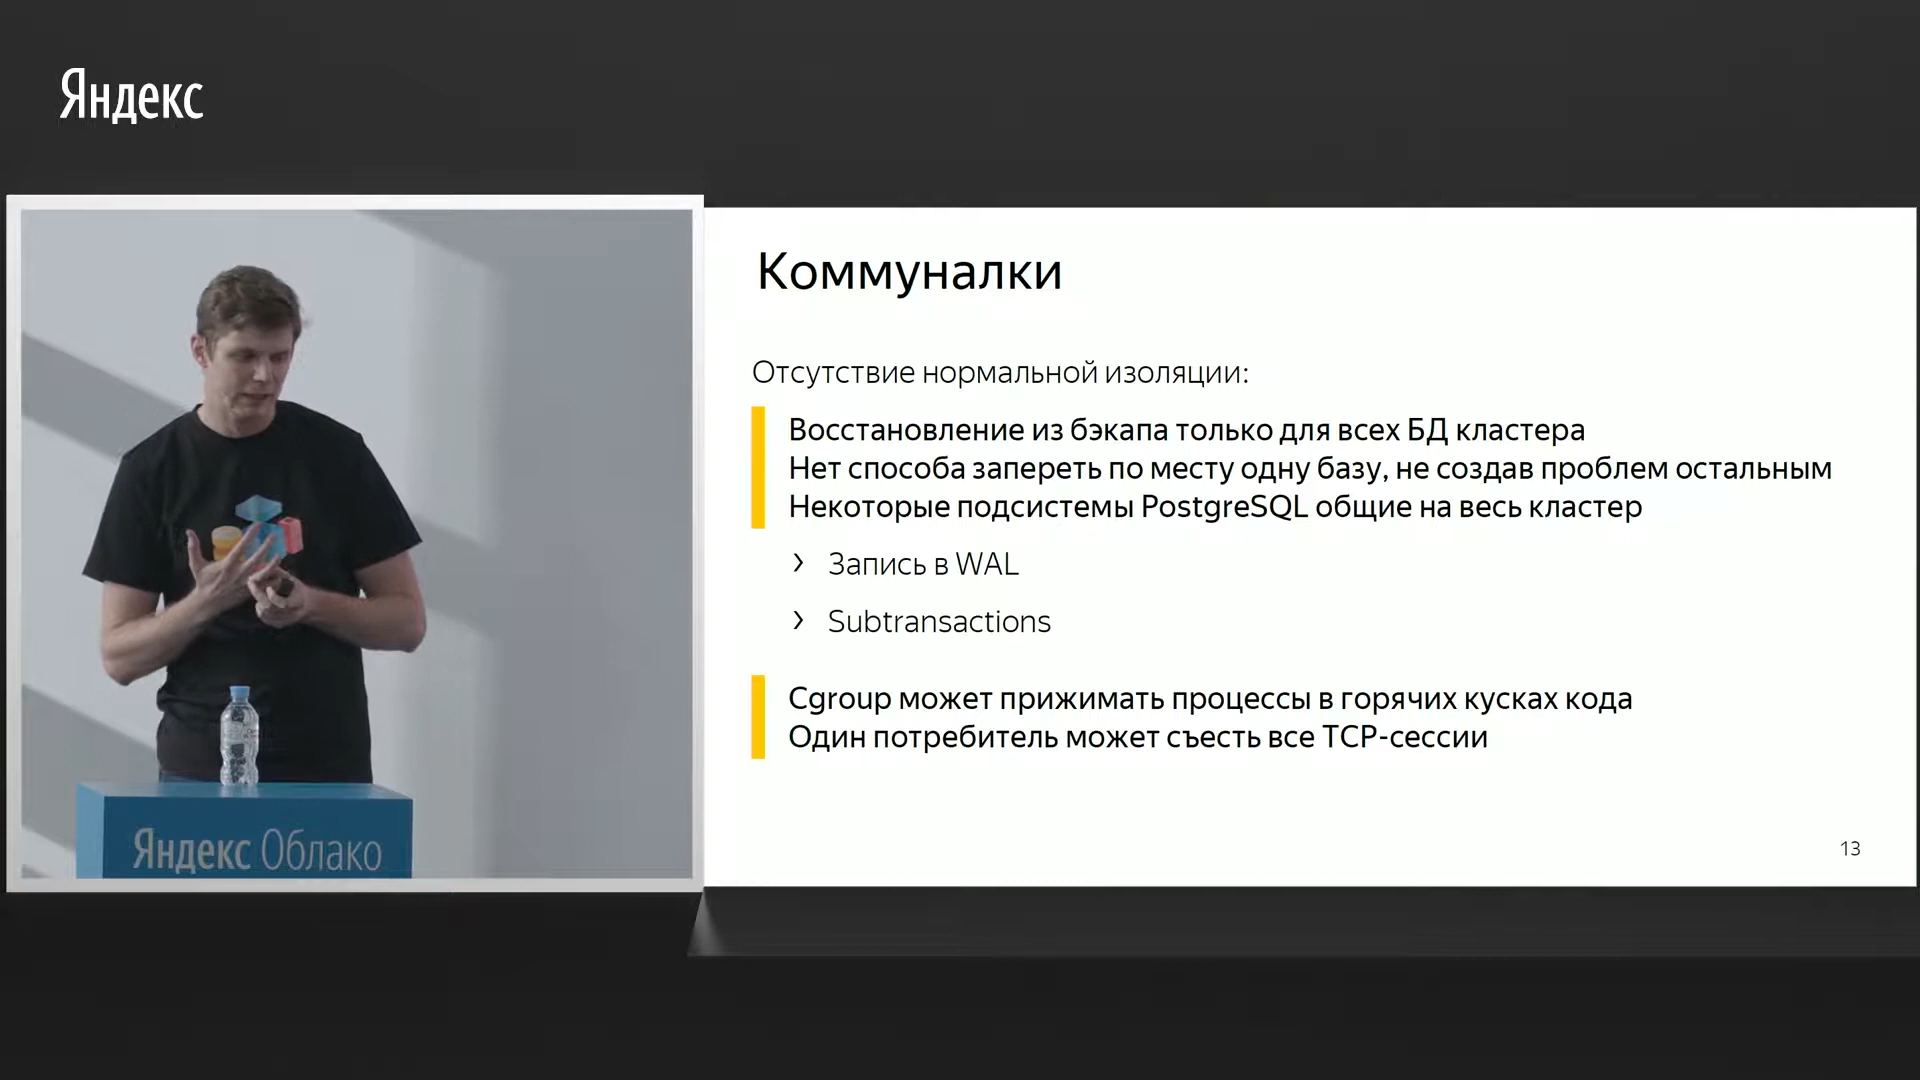 Яндекс
Коммуналки
Отсутствие нормальной изоляции:
Восстановление из бэкапа только для всех БД кластера
Нет способа запереть по месту одну базу, не создав проблем остальным
Некоторые подсистемы PostgreSQL общие на весь кластер
› Запись в WAL
› Subtransactions
Cgroup может прижимать процессы в горячих кусках кода
Один потребитель может съесть все TCP-сессии
13
Яндекс Облако